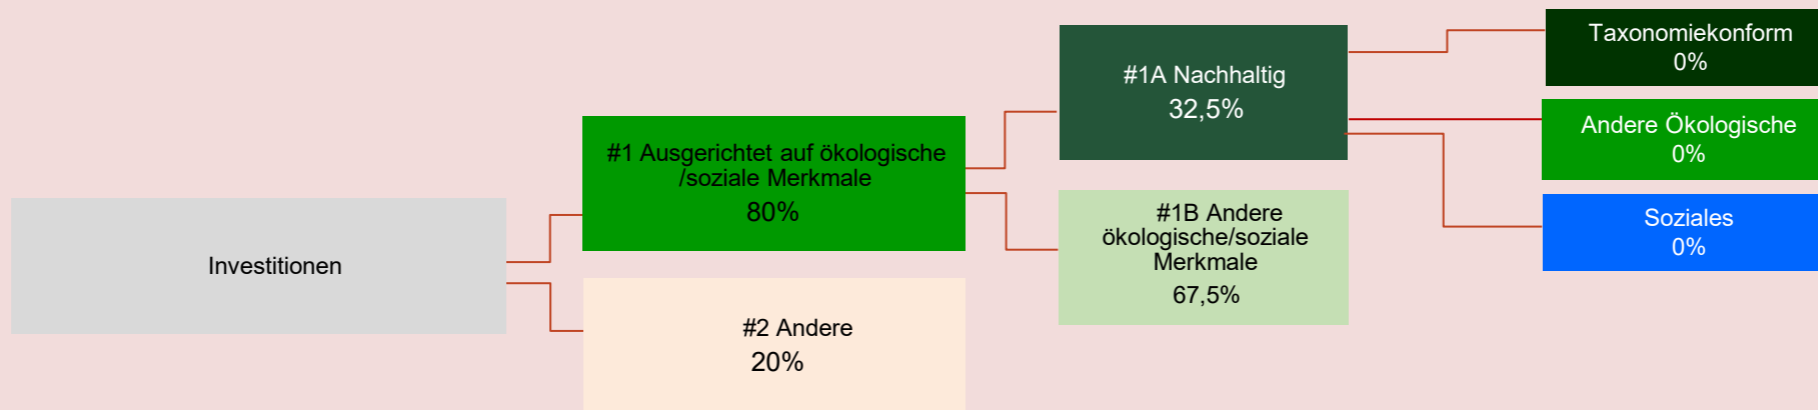 Investitionen
#1 Ausgerichtet auf ökologische
/soziale Merkmale
80%
#2 Andere
20%
#1A Nachhaltig
32,5%
#1B Andere
ökologische/soziale
Merkmale
67,5%
Taxonomiekonform
0%
Andere Ökologische
0%
Soziales
0%